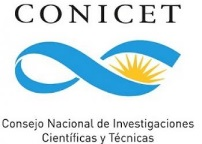 CONICET
Consejo Nacional de Investigaciones
Científicas y Técnicas